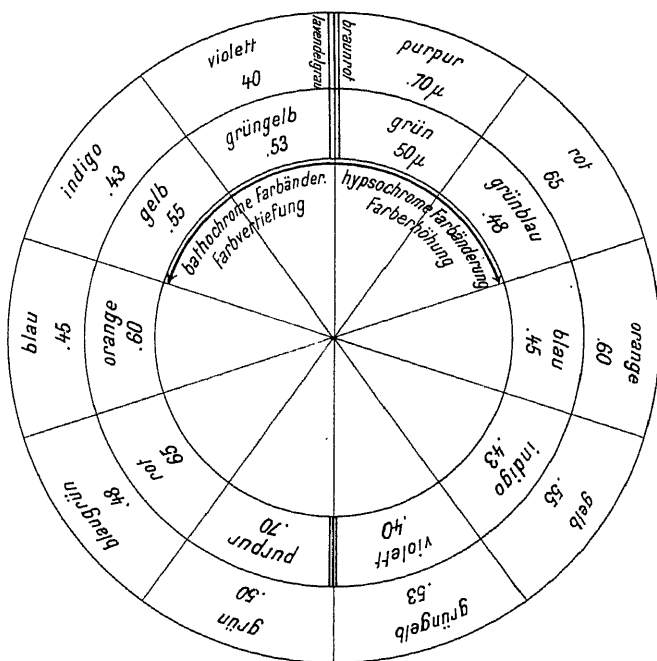 lavendelgrau
braunrot
purpur
.70 µ
rot
65
orange
.60
gelb
.55
grüngelb
.53
grün
.50
blaugrün
.48
blau
.45
indigo
.43
violett
40
grün
50 µ
grünblau
.48
blau
.45
indigo
.43
violett
.40
purpur
.70
rot
65
orange
.60
gelb
.55
grüngelb
.53
bathochrome Farbänder.
Farbvertiefung
hypsochrome Farbänderung
Farberhöhung